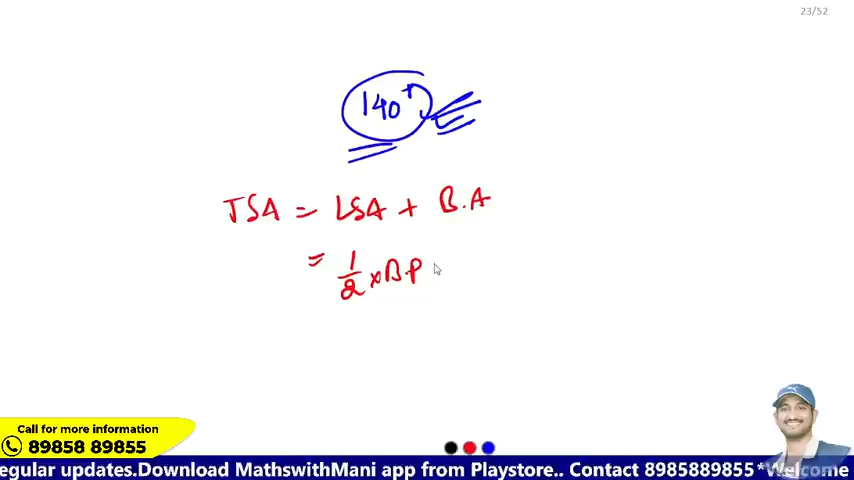 23/52
140+
TSA = LSA + B.A
= 1/2 × B.P
Call for more information
89858 89855
egular updates.Download MathswithMani app from Playstore.. Contact 8985889855*Welcome